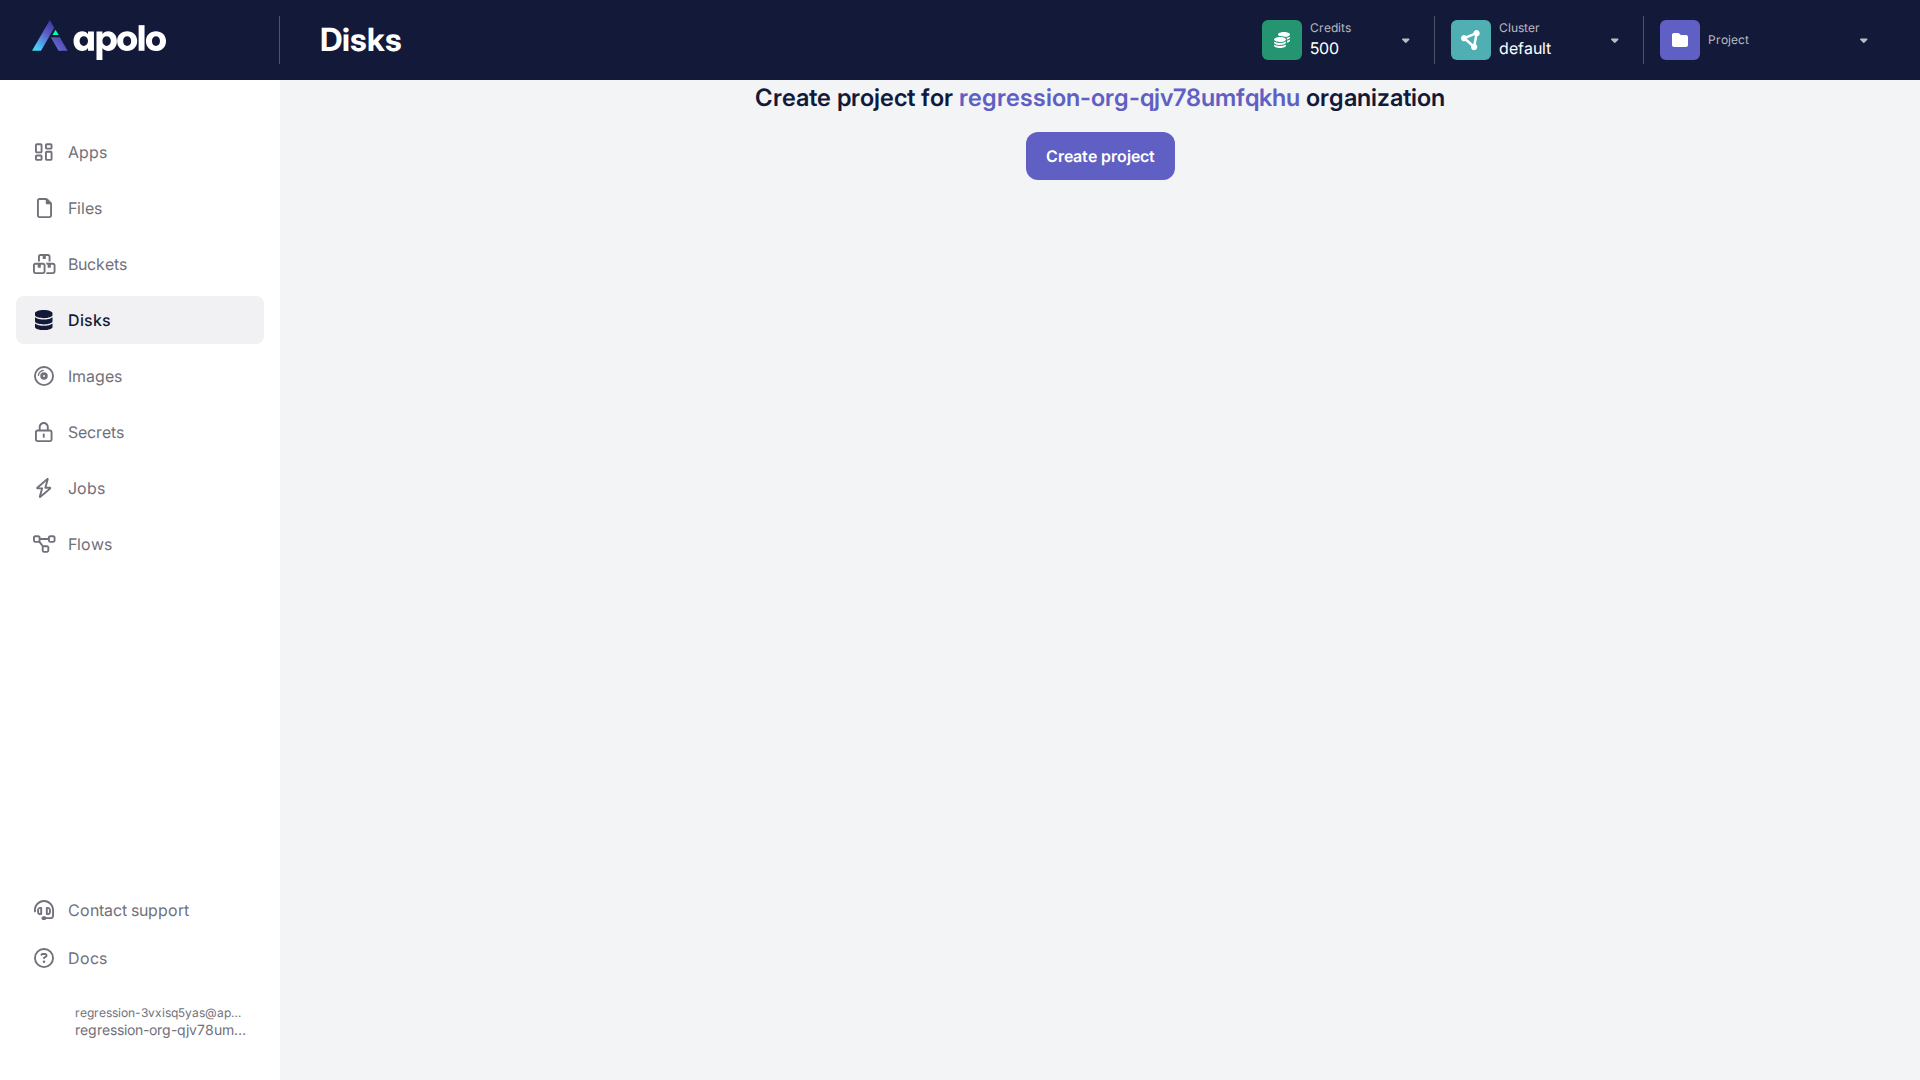 apolo
Disks
Credits
500
Cluster
default
Project
Create project for regression-org-qjv78umfqkhu organization
Create project
Apps
Files
Buckets
Disks
Images
Secrets
Jobs
Flows
Contact support
Docs
regression-3vxisq5yas@ap...
regression-org-qjv78um...